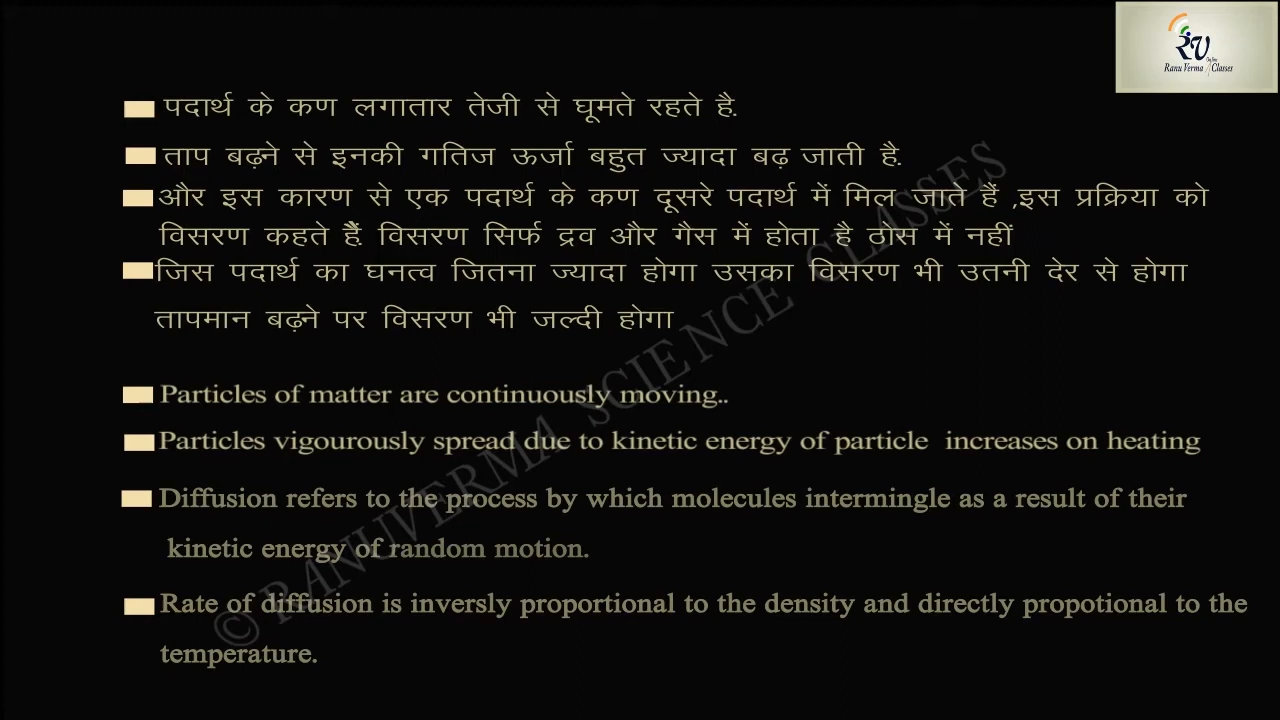 RV
Online
Ranu Verma Classes
पदार्थ के कण लगातार तेजी से घूमते रहते है.
ताप बढ़ने से इनकी गतिज ऊर्जा बहुत ज्यादा बढ़ जाती है.
और इस कारण से एक पदार्थ के कण दूसरे पदार्थ में मिल जाते हैं ,इस प्रक्रिया को
विसरण कहते हैं. विसरण सिर्फ द्रव और गैस में होता है ठोस में नहीं
जिस पदार्थ का घनत्व जितना ज्यादा होगा उसका विसरण भी उतनी देर से होगा
तापमान बढ़ने पर विसरण भी जल्दी होगा
Particles of matter are continuously moving..
Particles vigourously spread due to kinetic energy of particle increases on heating
Diffusion refers to the process by which molecules intermingle as a result of their
kinetic energy of random motion.
Rate of diffusion is inversly proportional to the density and directly propotional to the
temperature.
© RANUVERMA SCIENCE CLASSES